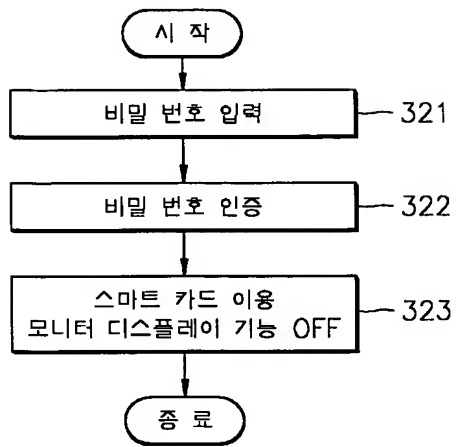 시 작
비밀 번호 입력
321
비밀 번호 인증
322
스마트 카드 이용
모니터 디스플레이 기능 OFF
323
종 료